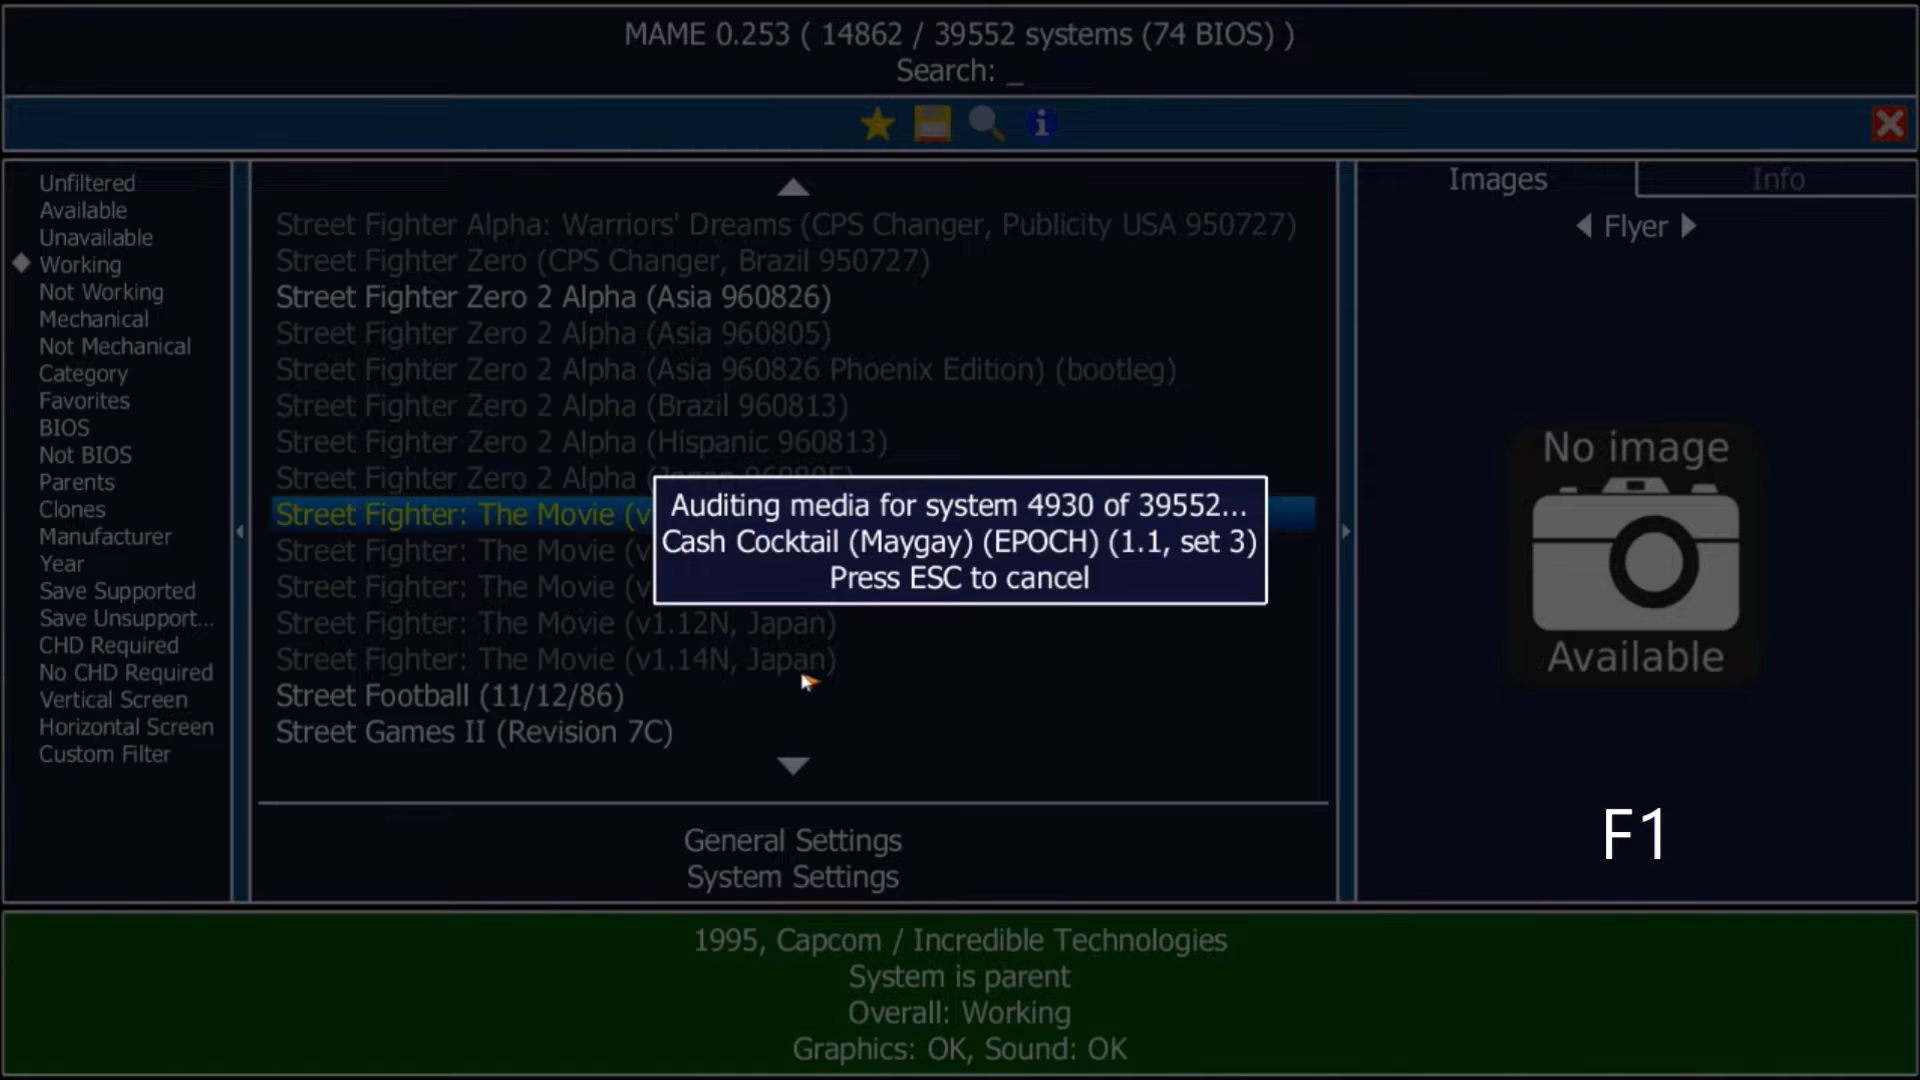 MAME 0.253 ( 14862 / 39552 systems (74 BIOS) )
Search: _
Unfiltered
Available
Unavailable
Working
Not Working
Mechanical
Not Mechanical
Category
Favorites
BIOS
Not BIOS
Parents
Clones
Manufacturer
Year
Save Supported
Save Unsupport...
CHD Required
No CHD Required
Vertical Screen
Horizontal Screen
Custom Filter
Street Fighter Alpha: Warriors' Dreams (CPS Changer, Publicity USA 950727)
Street Fighter Zero (CPS Changer, Brazil 950727)
Street Fighter Zero 2 Alpha (Asia 960826)
Street Fighter Zero 2 Alpha (Asia 960805)
Street Fighter Zero 2 Alpha (Asia 960826 Phoenix Edition) (bootleg)
Street Fighter Zero 2 Alpha (Brazil 960813)
Street Fighter Zero 2 Alpha (Hispanic 960813)
Street Fighter Zero 2 Alpha (Japan 960805)
Street Fighter: The Movie (v
Street Fighter: The Movie (v
Street Fighter: The Movie (v
Street Fighter: The Movie (v1.12N, Japan)
Street Fighter: The Movie (v1.14N, Japan)
Street Football (11/12/86)
Street Games II (Revision 7C)
Auditing media for system 4930 of 39552...
Cash Cocktail (Maygay) (EPOCH) (1.1, set 3)
Press ESC to cancel
General Settings
System Settings
Images
Info
Flyer
No image
Available
F1
1995, Capcom / Incredible Technologies
System is parent
Overall: Working
Graphics: OK, Sound: OK